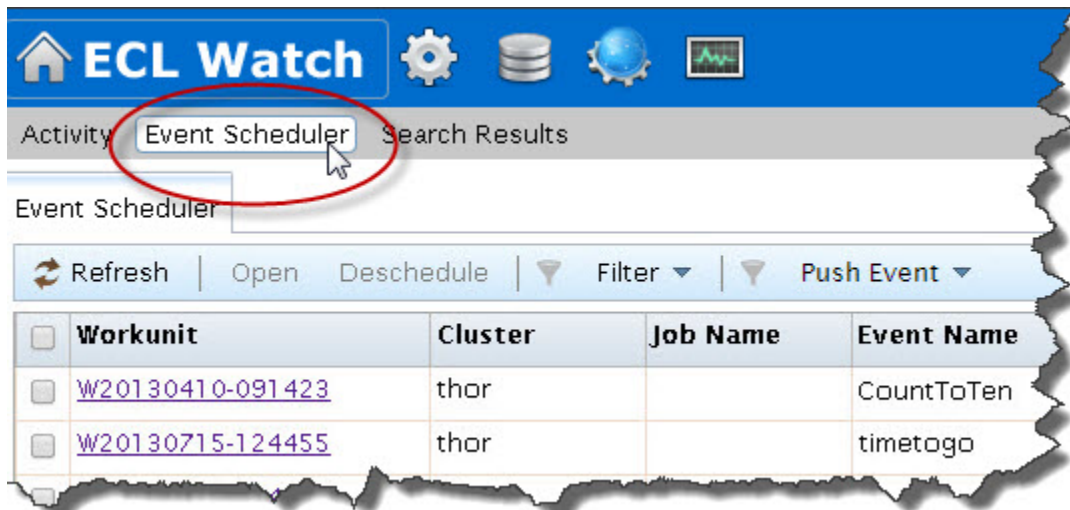 ECL Watch
Activity Event Scheduler Search Results
Event Scheduler
Refresh Open Deschedule Filter Push Event
Workunit Cluster Job Name Event Name
W20130410-091423 thor CountToTen
W20130715-124455 thor timetogo